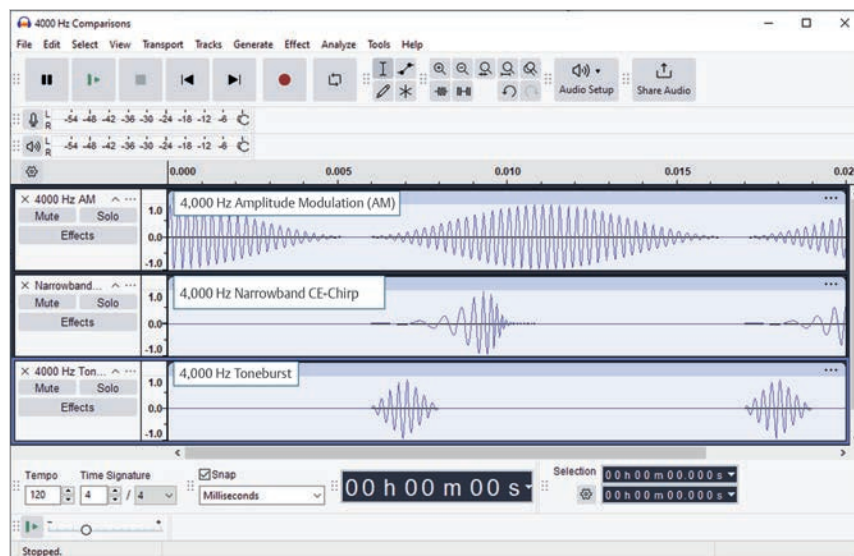 4000 Hz Comparisons
File Edit Select View Transport Tracks Generate Effect Analyze Tools Help
Audio Setup Share Audio
L R -54 -48 -42 -36 -30 -24 -18 -12 -6
L R -54 -48 -42 -36 -30 -24 -18 -12 -6
0.000 0.005 0.010 0.015 0.02
4000 Hz AM
Mute Solo
Effects
1.0
0.0
-1.0
4,000 Hz Amplitude Modulation (AM)
Narrowband...
Mute Solo
Effects
1.0
0.0
-1.0
4,000 Hz Narrowband CE-Chirp
4000 Hz Ton...
Mute Solo
Effects
1.0
0.0
-1.0
4,000 Hz Toneburst
Tempo Time Signature
120 4 / 4
Snap
Milliseconds
00 h 00 m 00 s
Selection
00 h 00 m 00.000 s
00 h 00 m 00.000 s
- +
Stopped.